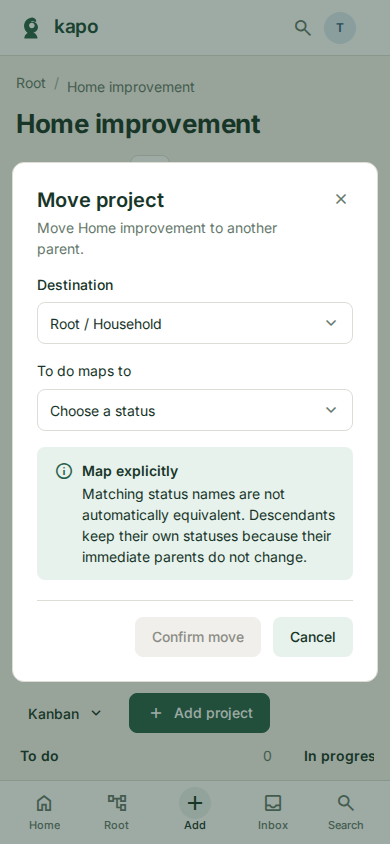 kapo
T
Root / Home improvement
Home improvement
Move project
Move Home improvement to another
parent.
Destination
Root / Household
To do maps to
Choose a status
Map explicitly
Matching status names are not
automatically equivalent. Descendants
keep their own statuses because their
immediate parents do not change.
Confirm move
Cancel
Kanban
Add project
To do 0
In progres
Home
Root
Add
Inbox
Search